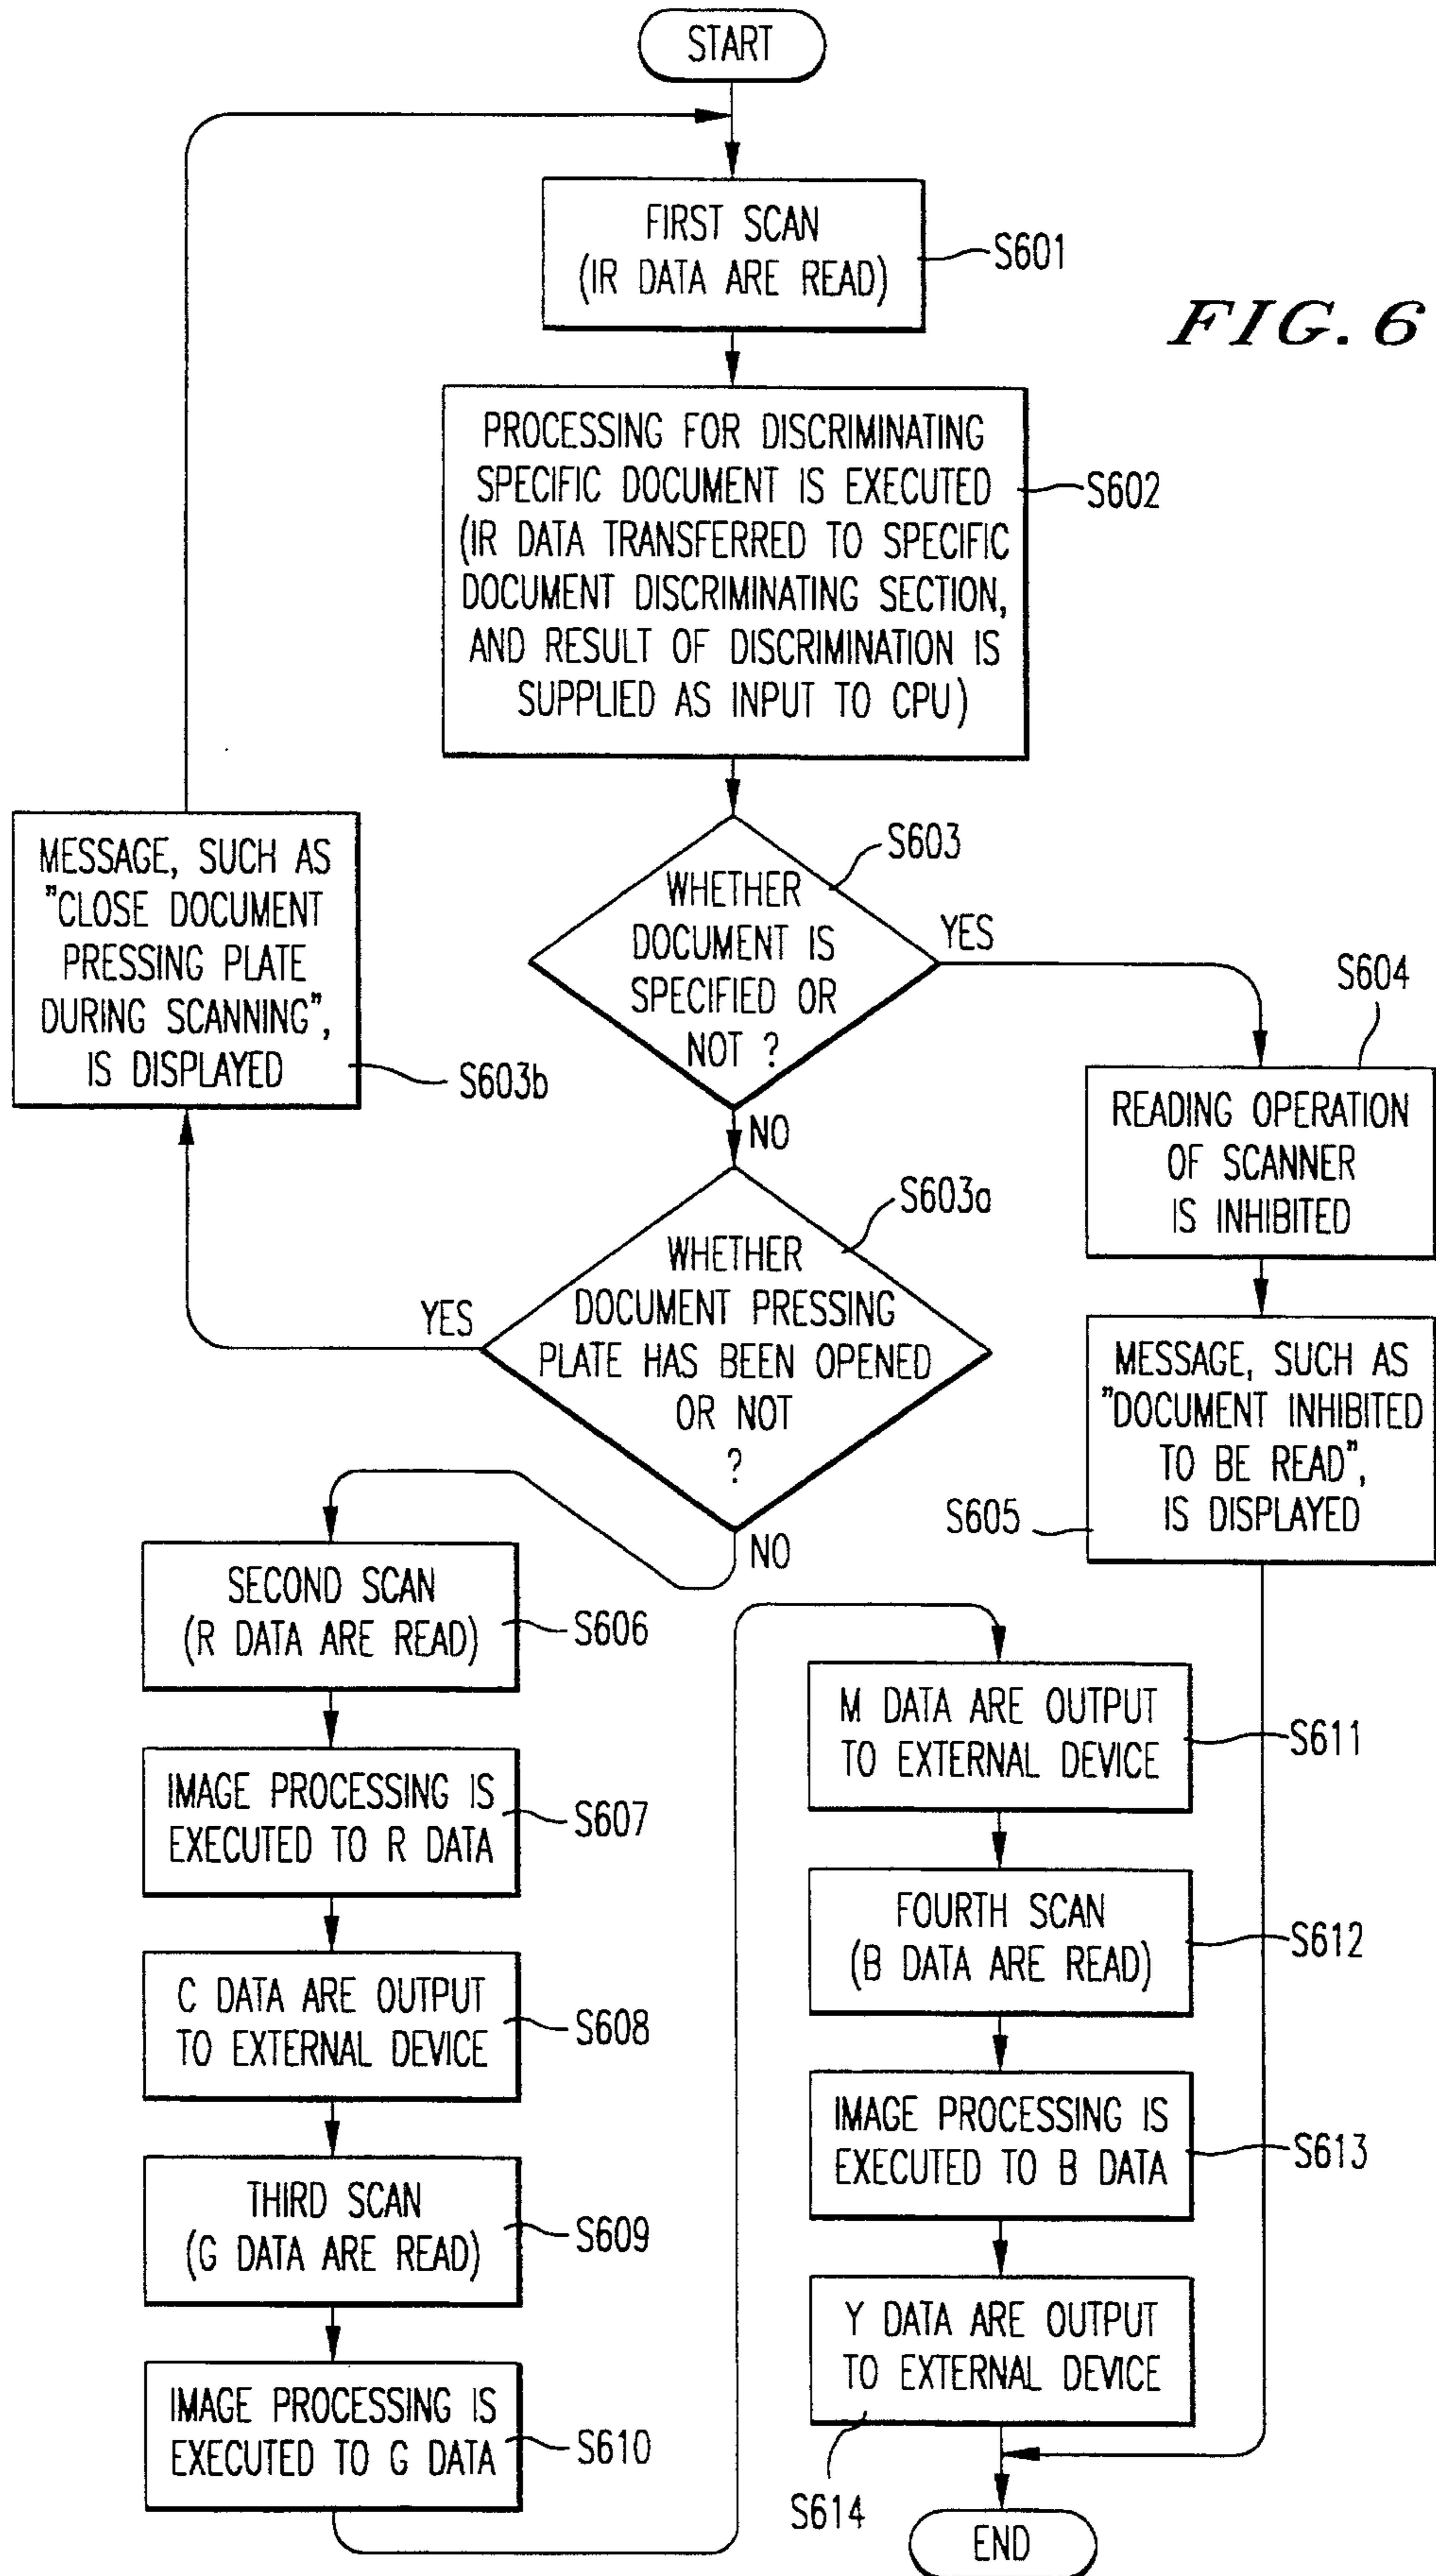 START
FIRST SCAN
(IR DATA ARE READ)
S601
FIG. 6
PROCESSING FOR DISCRIMINATING
SPECIFIC DOCUMENT IS EXECUTED
(IR DATA TRANSFERRED TO SPECIFIC
DOCUMENT DISCRIMINATING SECTION,
AND RESULT OF DISCRIMINATION IS
SUPPLIED AS INPUT TO CPU)
S602
MESSAGE, SUCH AS
"CLOSE DOCUMENT
PRESSING PLATE
DURING SCANNING",
IS DISPLAYED
S603b
WHETHER
DOCUMENT IS
SPECIFIED OR
NOT ?
S603
YES
NO
S604
READING OPERATION
OF SCANNER
IS INHIBITED
WHETHER
DOCUMENT PRESSING
PLATE HAS BEEN OPENED
OR NOT
?
S603a
YES
NO
MESSAGE, SUCH AS
"DOCUMENT INHIBITED
TO BE READ",
IS DISPLAYED
S605
SECOND SCAN
(R DATA ARE READ)
S606
IMAGE PROCESSING IS
EXECUTED TO R DATA
S607
C DATA ARE OUTPUT
TO EXTERNAL DEVICE
S608
THIRD SCAN
(G DATA ARE READ)
S609
IMAGE PROCESSING IS
EXECUTED TO G DATA
S610
M DATA ARE OUTPUT
TO EXTERNAL DEVICE
S611
FOURTH SCAN
(B DATA ARE READ)
S612
IMAGE PROCESSING IS
EXECUTED TO B DATA
S613
Y DATA ARE OUTPUT
TO EXTERNAL DEVICE
S614
END